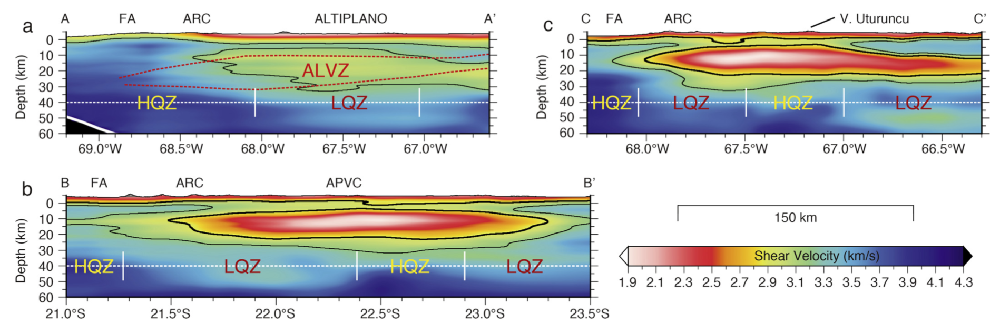 a
A FA ARC ALTIPLANO A'
Depth (km)
0
10
20
30
40
50
60
ALVZ
HQZ LQZ
69.0°W 68.5°W 68.0°W 67.5°W 67.0°W
c
C FA ARC V. Uturuncu C'
Depth (km)
0
10
20
30
40
50
60
HQZ LQZ HQZ LQZ
68.0°W 67.5°W 67.0°W 66.5°W
b
B FA ARC APVC B'
Depth (km)
0
10
20
30
40
50
60
HQZ LQZ HQZ LQZ
21.0°S 21.5°S 22.0°S 22.5°S 23.0°S 23.5°S
150 km
Shear Velocity (km/s)
1.9 2.1 2.3 2.5 2.7 2.9 3.1 3.3 3.5 3.7 3.9 4.1 4.3